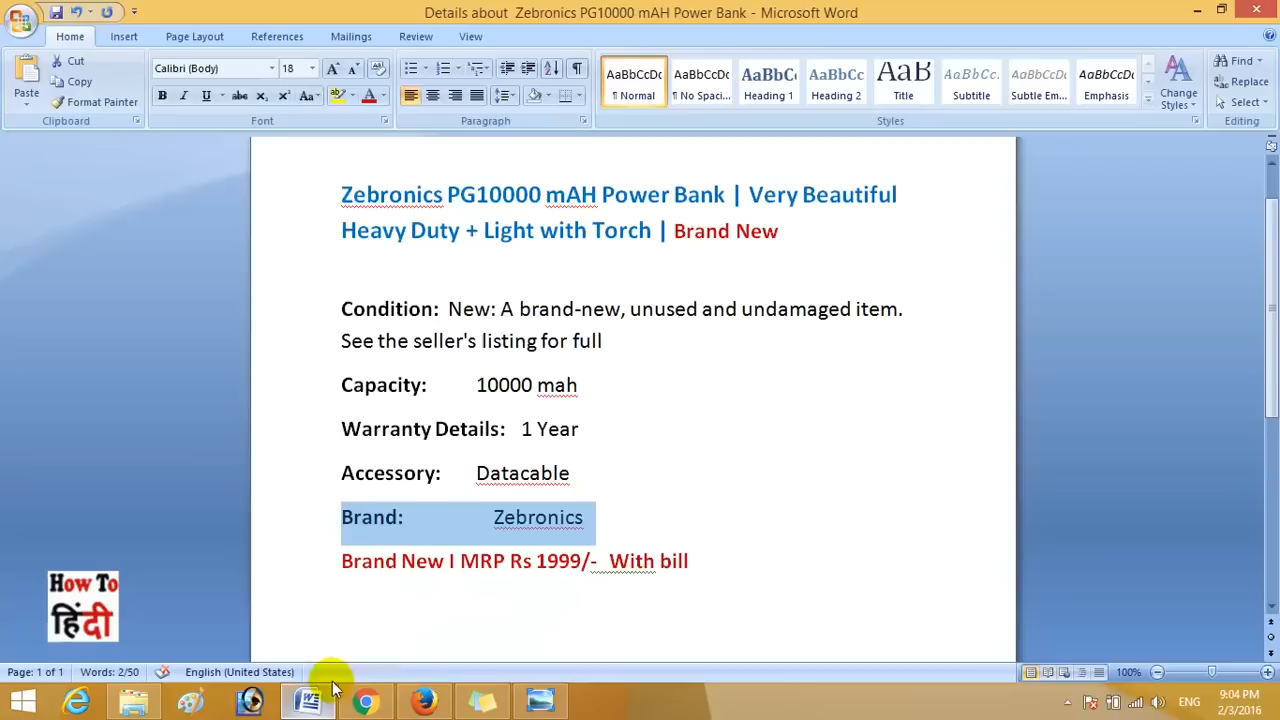 Details about  Zebronics PG10000 mAH Power Bank - Microsoft Word
Home Insert Page Layout References Mailings Review View
Paste
Cut
Copy
Format Painter
Clipboard
Calibri (Body) 18
Font
Paragraph
AaBbCcDc AaBbCcDc AaBbC AaBbCc AaB AaBbCc. AaBbCcDc AaBbCcDc
¶ Normal ¶ No Spaci... Heading 1 Heading 2 Title Subtitle Subtle Em... Emphasis
Styles
Change Styles
Find
Replace
Select
Editing
Zebronics PG10000 mAH Power Bank | Very Beautiful
Heavy Duty + Light with Torch | Brand New
Condition:  New: A brand-new, unused and undamaged item.
See the seller's listing for full
Capacity: 10000 mah
Warranty Details: 1 Year
Accessory: Datacable
Brand: Zebronics
Brand New I MRP Rs 1999/-  With bill
How To
हिंदी
Page: 1 of 1 Words: 2/50 English (United States) 100%
ENG 9:04 PM
2/3/2016